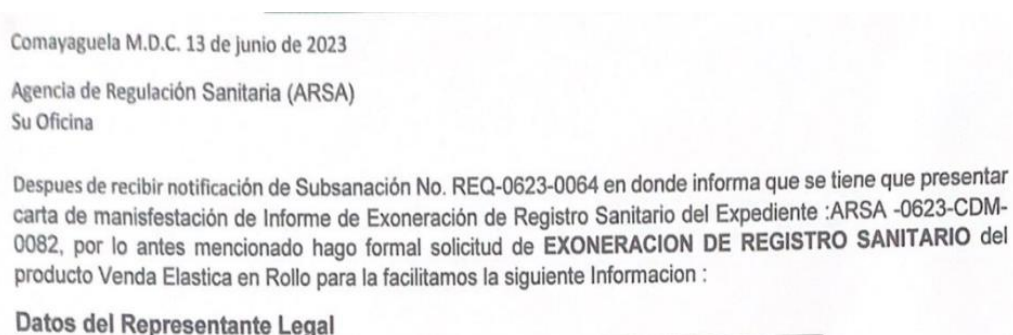 Comayaguela M.D.C. 13 de junio de 2023
Agencia de Regulación Sanitaria (ARSA)
Su Oficina
Despues de recibir notificación de Subsanación No. REQ-0623-0064 en donde informa que se tiene que presentar
carta de manisfestación de Informe de Exoneración de Registro Sanitario del Expediente :ARSA -0623-CDM-
0082, por lo antes mencionado hago formal solicitud de EXONERACION DE REGISTRO SANITARIO del
producto Venda Elastica en Rollo para la facilitamos la siguiente Informacion :
Datos del Representante Legal